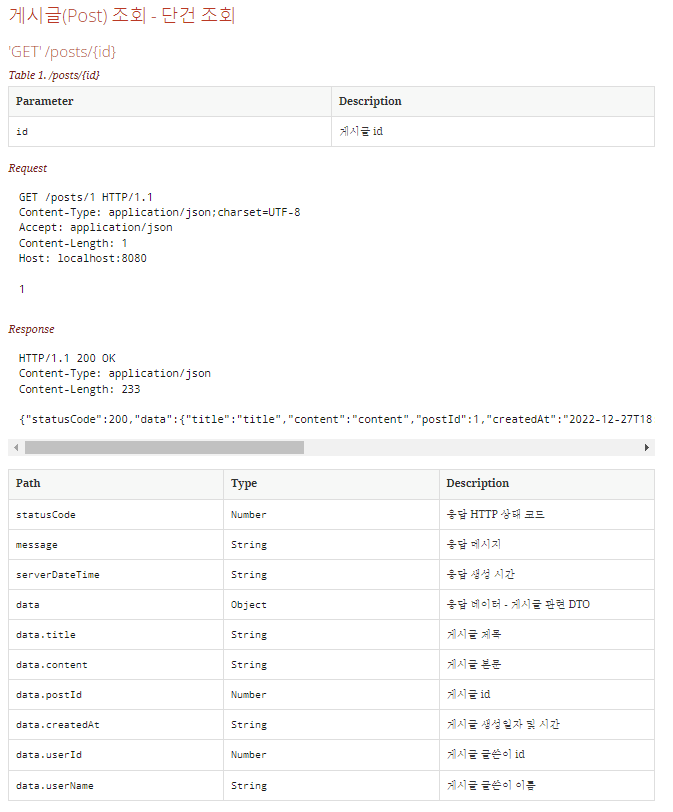 게시글(Post) 조회 - 단건 조회
'GET' /posts/{id}
Table 1. /posts/{id}
Parameter Description
id 게시글 id
Request
GET /posts/1 HTTP/1.1
Content-Type: application/json;charset=UTF-8
Accept: application/json
Content-Length: 1
Host: localhost:8080
1
Response
HTTP/1.1 200 OK
Content-Type: application/json
Content-Length: 233
{"statusCode":200,"data":{"title":"title","content":"content","postId":1,"createdAt":"2022-12-27T18
Path Type Description
statusCode Number 응답 HTTP 상태 코드
message String 응답 메시지
serverDateTime String 응답 생성 시간
data Object 응답 데이터 - 게시글 관련 DTO
data.title String 게시글 제목
data.content String 게시글 본문
data.postId Number 게시글 id
data.createdAt String 게시글 생성일자 및 시간
data.userId Number 게시글 글쓴이 id
data.userName String 게시글 글쓴이 이름